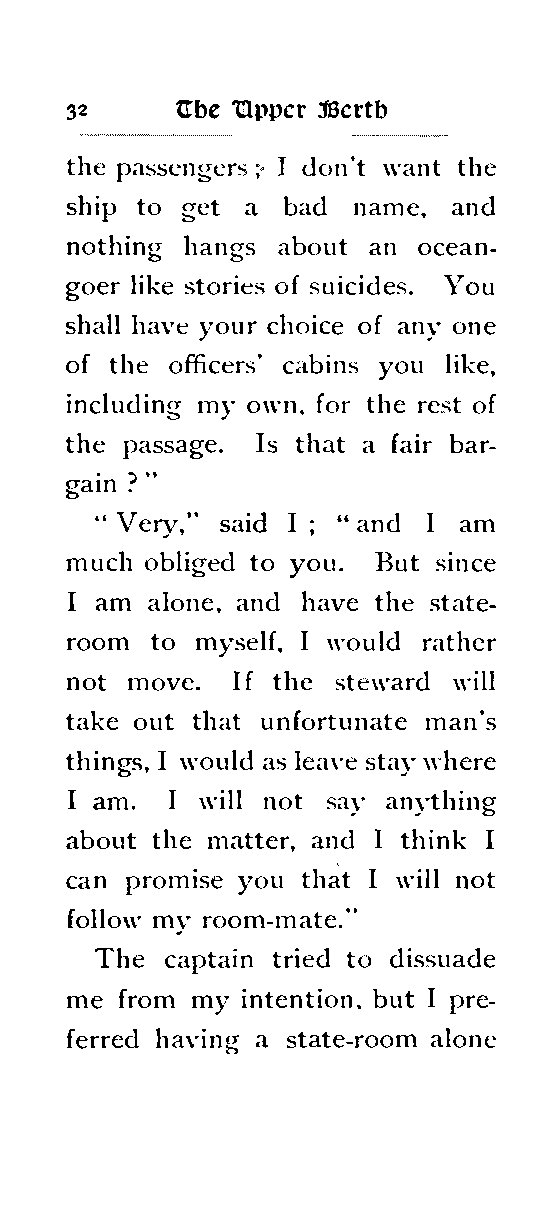 32 The Upper Berth
the passengers; I don't want the
ship to get a bad name, and
nothing hangs about an ocean-
goer like stories of suicides. You
shall have your choice of any one
of the officers' cabins you like,
including my own, for the rest of
the passage. Is that a fair bar-
gain ?"
" Very," said I ; " and I am
much obliged to you. But since
I am alone, and have the state-
room to myself, I would rather
not move. If the steward will
take out that unfortunate man's
things, I would as leave stay where
I am. I will not say anything
about the matter, and I think I
can promise you that I will not
follow my room-mate."
The captain tried to dissuade
me from my intention, but I pre-
ferred having a state-room alone